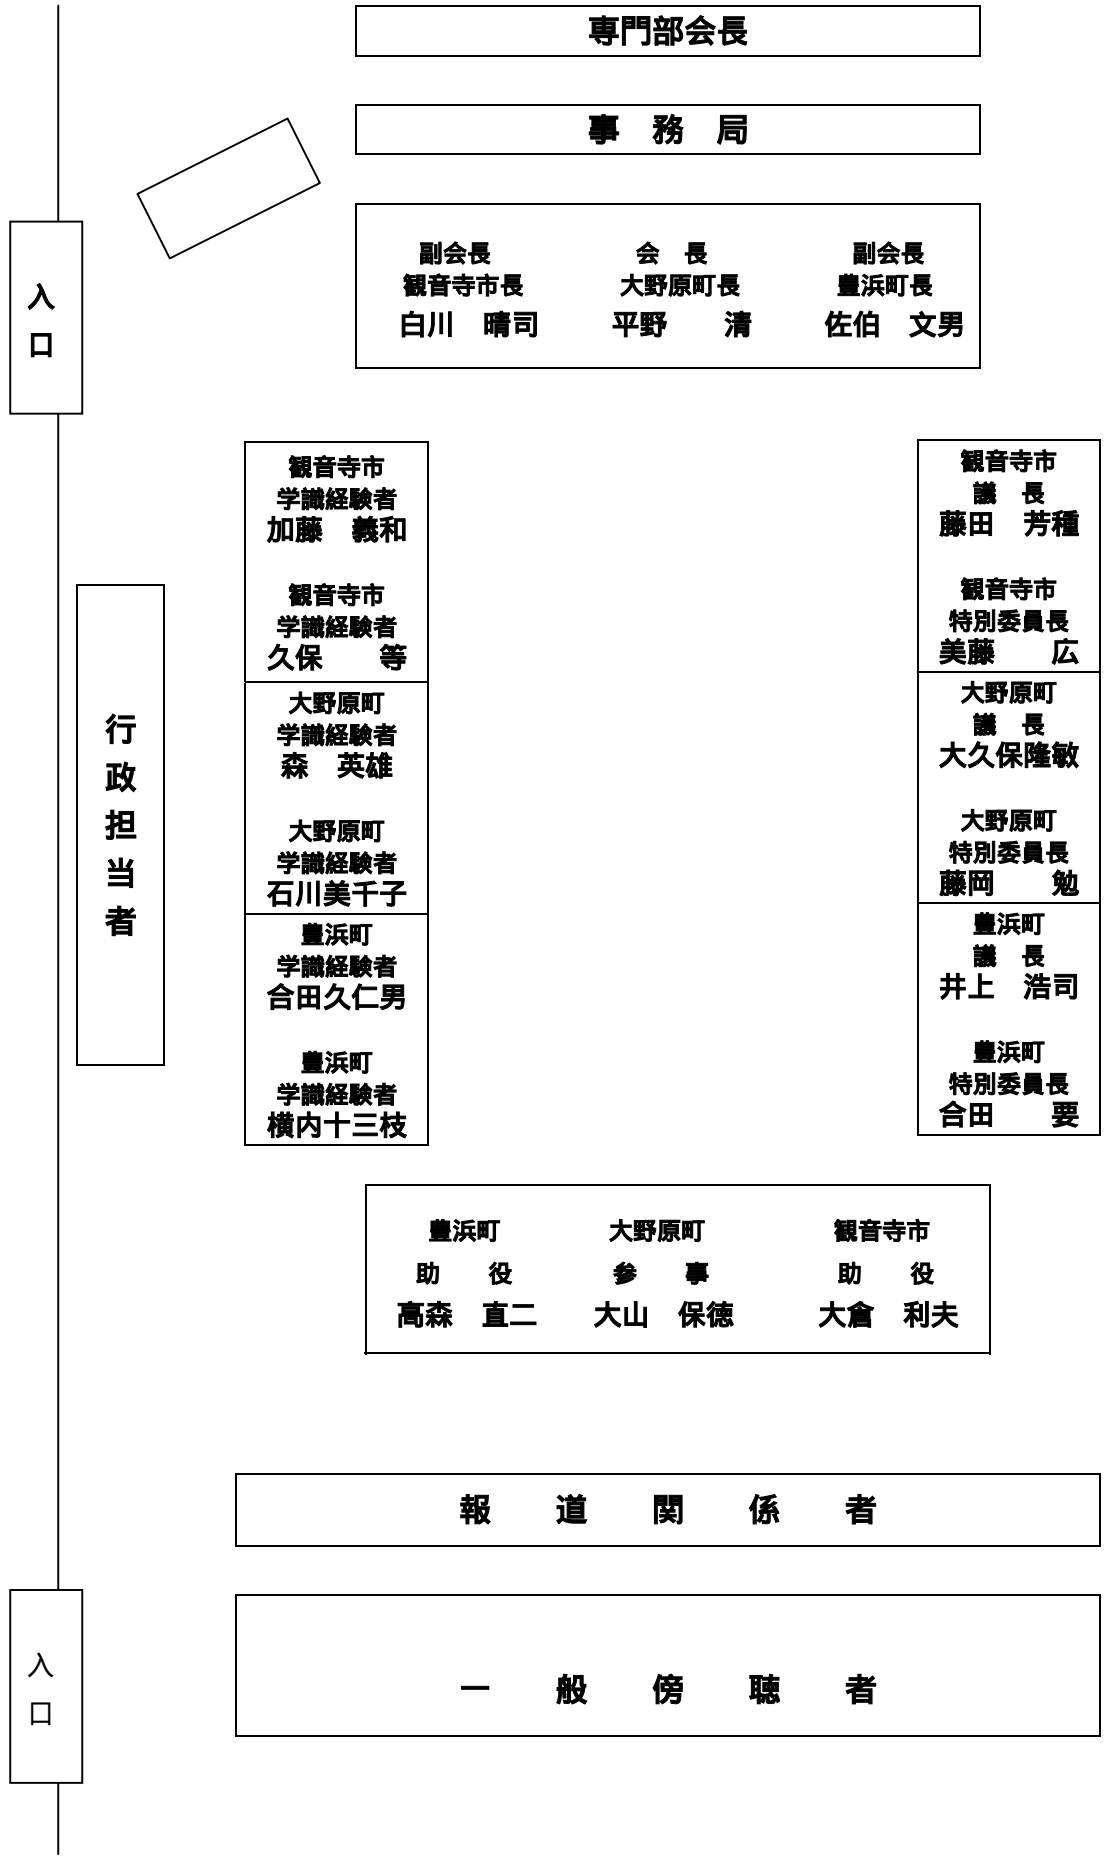 専門部会長
事　務　局
入
口
副会長　会　長　副会長
観音寺市長　大野原町長　豊浜町長
白川　晴司　平野　　清　佐伯　文男
観音寺市
学識経験者
加藤　義和
観音寺市
学識経験者
久保　　等
大野原町
学識経験者
森　英雄
大野原町
学識経験者
石川美千子
豊浜町
学識経験者
合田久仁男
豊浜町
学識経験者
横内十三枝
観音寺市
議　長
藤田　芳種
観音寺市
特別委員長
美藤　　広
大野原町
議　長
大久保隆敏
大野原町
特別委員長
藤岡　　勉
豊浜町
議　長
井上　浩司
豊浜町
特別委員長
合田　　要
行
政
担
当
者
豊浜町　大野原町　観音寺市
助　　役　参　　事　助　　役
高森　直二　大山　保徳　大倉　利夫
報　　道　　関　　係　　者
入
口
一　　般　　傍　　聴　　者